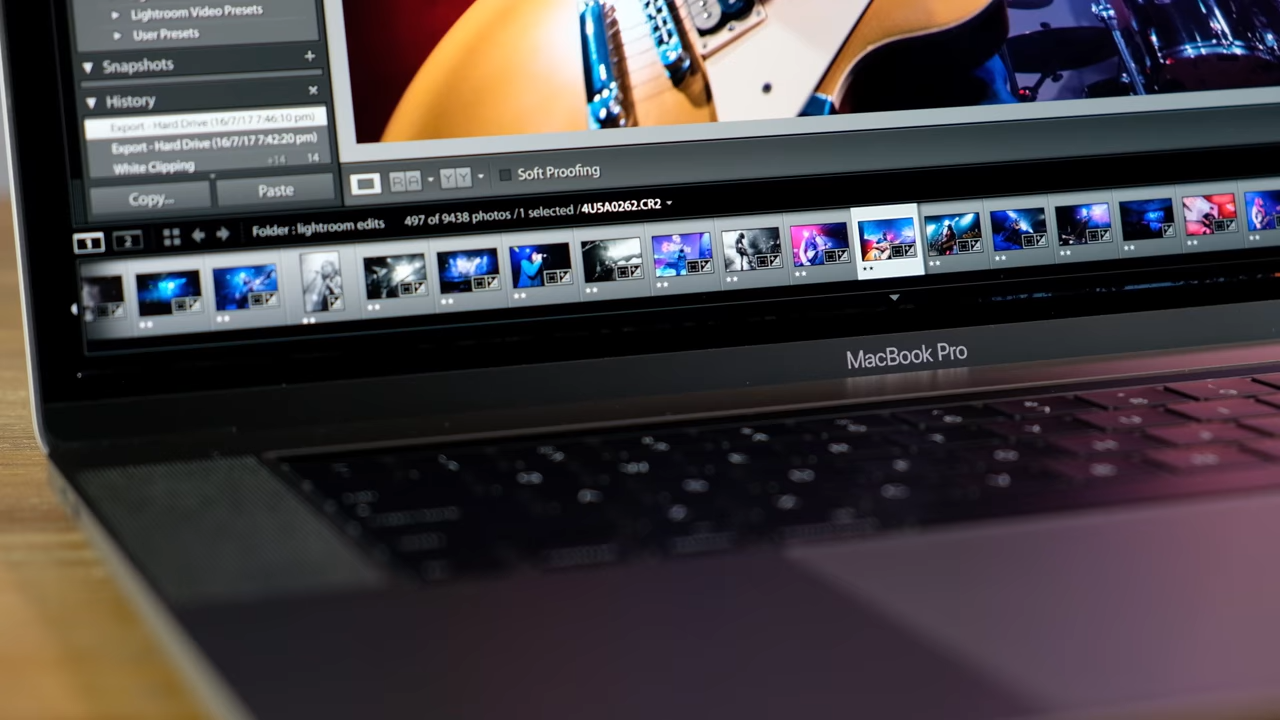 Lightroom Video Presets
User Presets
Snapshots
History
Export - Hard Drive (16/7/17 7:46:10 pm)
Export - Hard Drive (16/7/17 7:42:20 pm)
White Clipping +14 14
Copy... Paste
R A Y Y Soft Proofing
1 2 Folder : lightroom edits 497 of 9438 photos / 1 selected / 4U5A0262.CR2
MacBook Pro